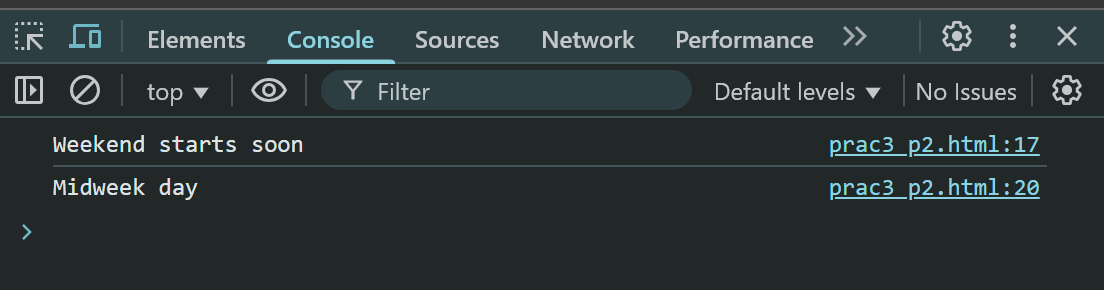 Elements Console Sources Network Performance
top Filter Default levels No Issues
Weekend starts soon prac3_p2.html:17
Midweek day prac3_p2.html:20